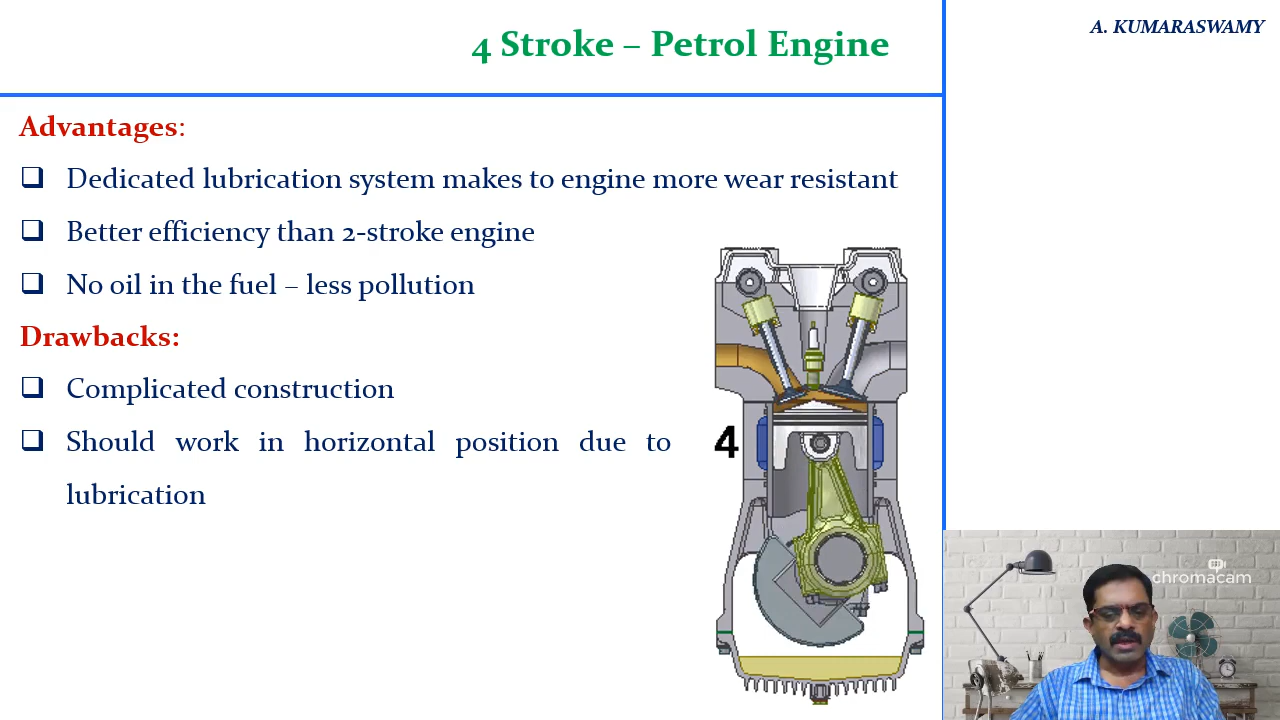 4 Stroke – Petrol Engine
A. KUMARASWAMY
Advantages:
❑ Dedicated lubrication system makes to engine more wear resistant
❑ Better efficiency than 2-stroke engine
❑ No oil in the fuel – less pollution
Drawbacks:
❑ Complicated construction
❑ Should work in horizontal position due to
lubrication
4
chromacam